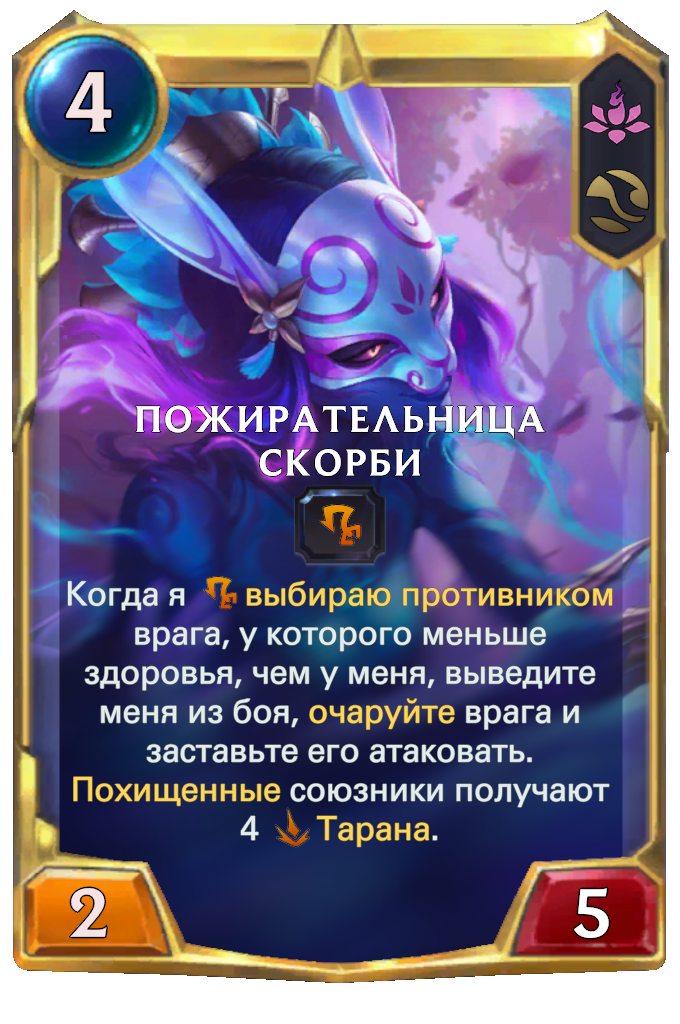 4
ПОЖИРАТЕЛЬНИЦА
СКОРБИ
Когда я выбираю противником
врага, у которого меньше
здоровья, чем у меня, выведите
меня из боя, очаруйте врага и
заставьте его атаковать.
Похищенные союзники получают
4 Тарана.
2
5